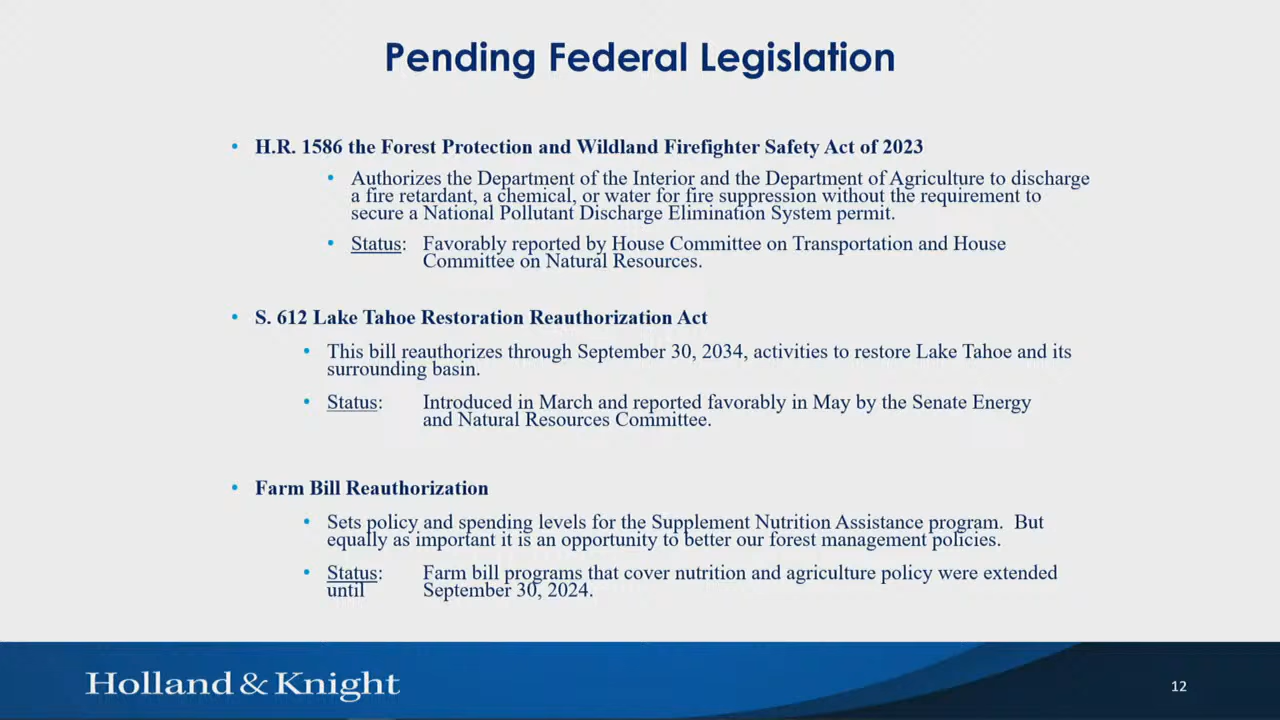 Pending Federal Legislation
• H.R. 1586 the Forest Protection and Wildland Firefighter Safety Act of 2023
• Authorizes the Department of the Interior and the Department of Agriculture to discharge
a fire retardant, a chemical, or water for fire suppression without the requirement to
secure a National Pollutant Discharge Elimination System permit.
• Status: Favorably reported by House Committee on Transportation and House
Committee on Natural Resources.
• S. 612 Lake Tahoe Restoration Reauthorization Act
• This bill reauthorizes through September 30, 2034, activities to restore Lake Tahoe and its
surrounding basin.
• Status: Introduced in March and reported favorably in May by the Senate Energy
and Natural Resources Committee.
• Farm Bill Reauthorization
• Sets policy and spending levels for the Supplement Nutrition Assistance program. But
equally as important it is an opportunity to better our forest management policies.
• Status: Farm bill programs that cover nutrition and agriculture policy were extended
until September 30, 2024.
Holland & Knight
12